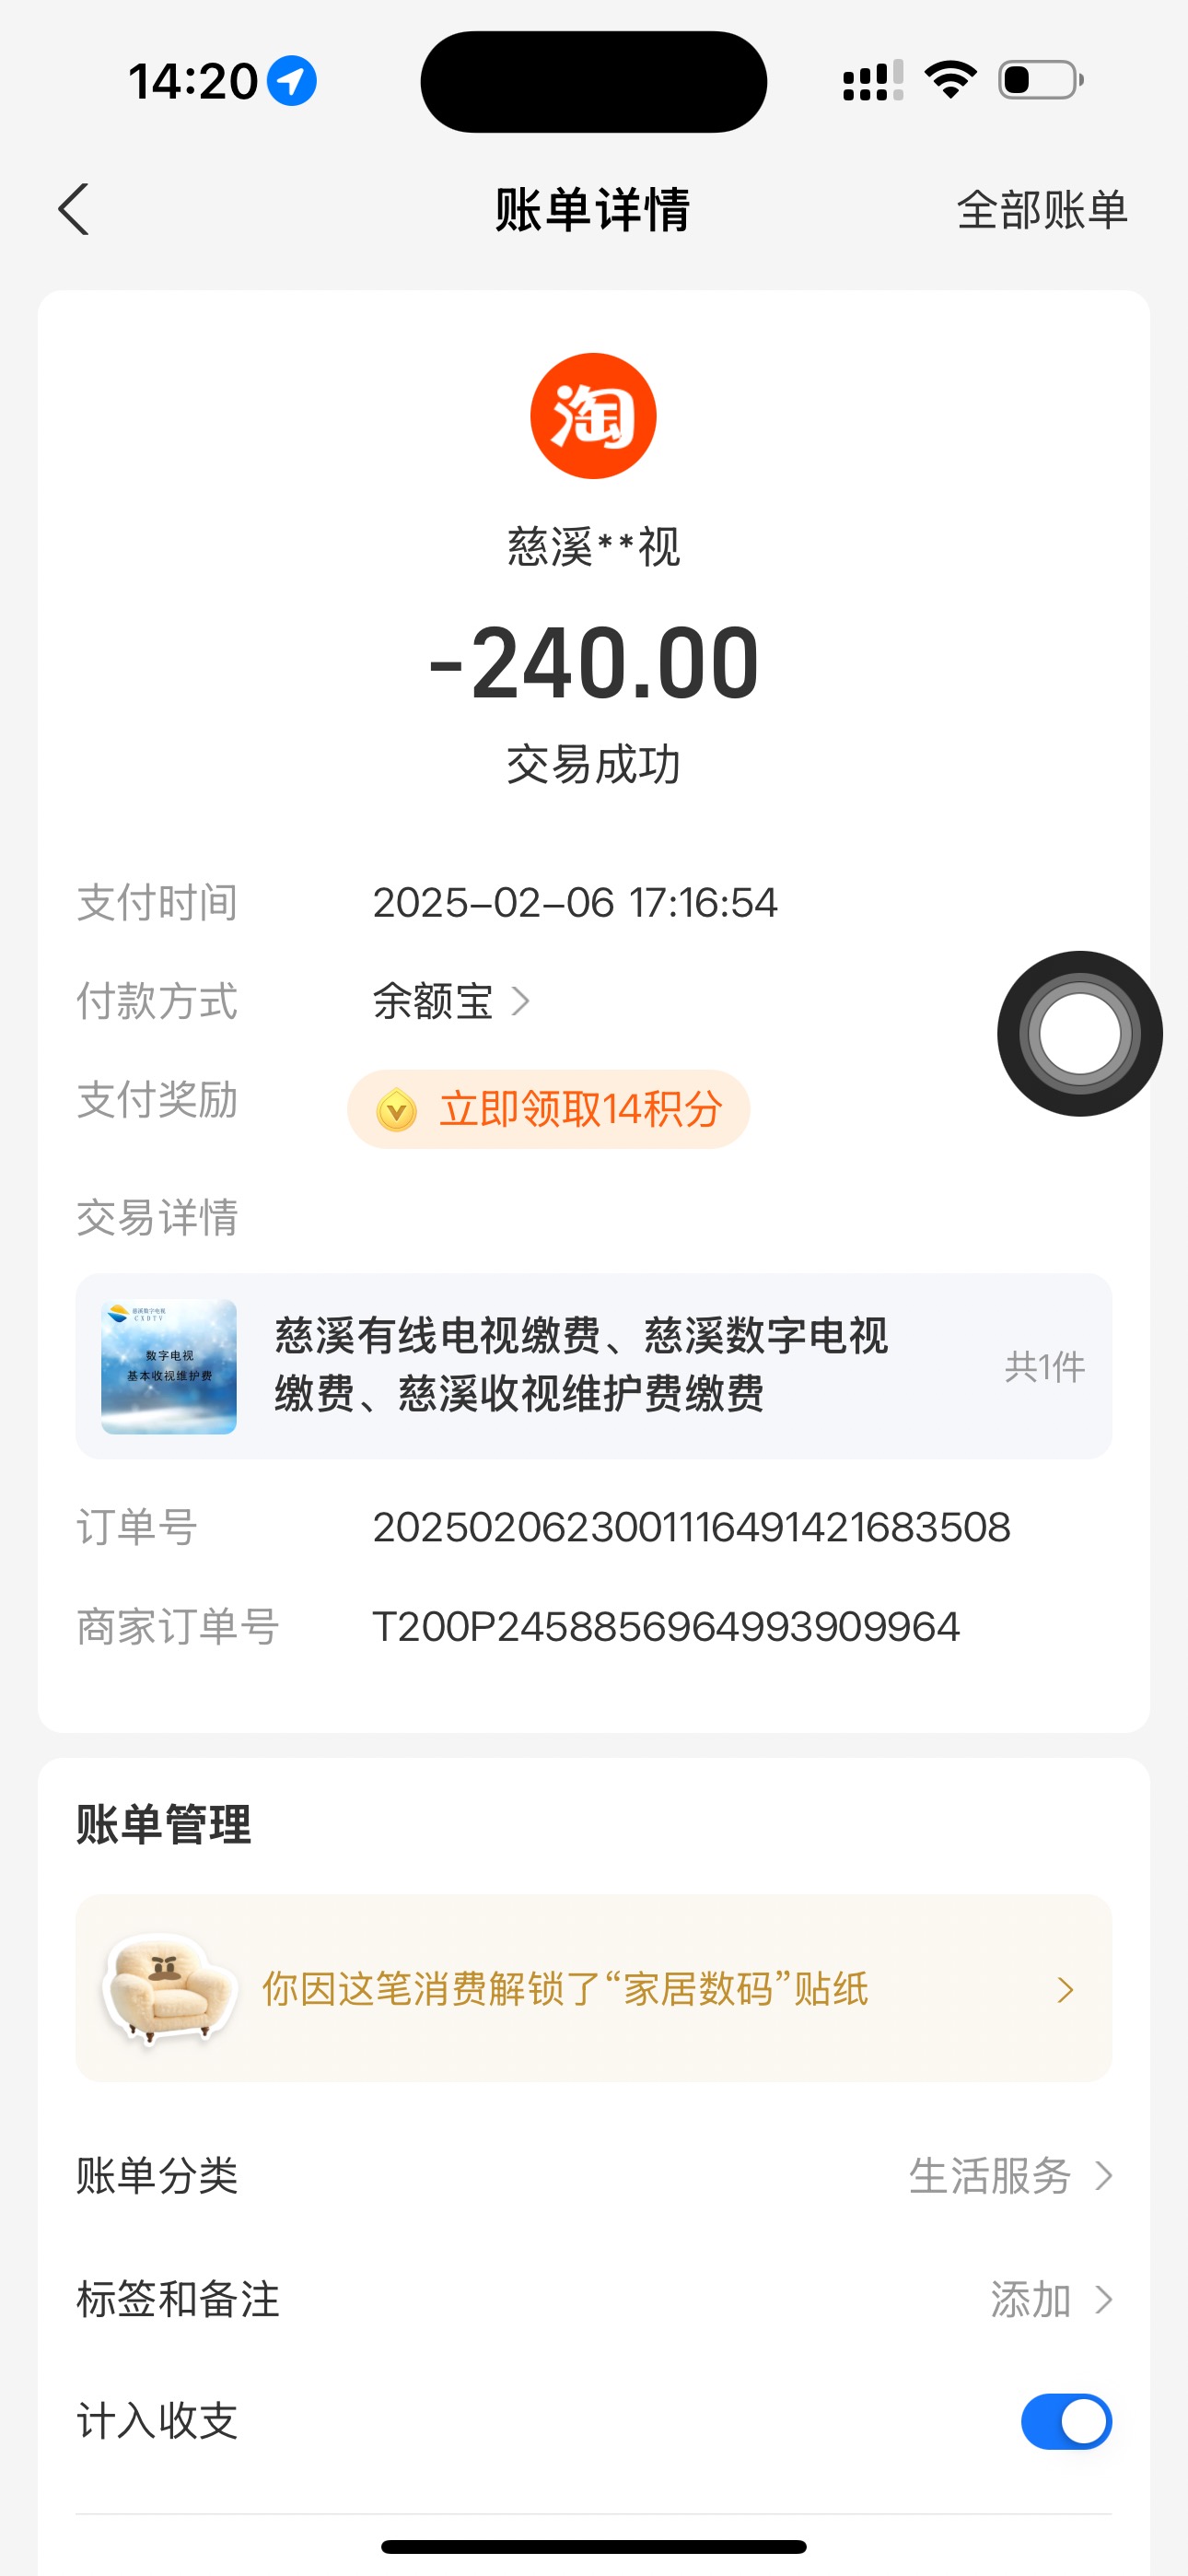 14:20
账单详情
全部账单
淘
慈溪**视
-240.00
交易成功
支付时间 2025-02-06 17:16:54
付款方式 余额宝
支付奖励 立即领取14积分
交易详情
慈溪数字电视
CXDTV
数字电视
基本收视维护费
慈溪有线电视缴费、慈溪数字电视
缴费、慈溪收视维护费缴费
共1件
订单号 2025020623001116491421683508
商家订单号 T200P2458856964993909964
账单管理
你因这笔消费解锁了“家居数码”贴纸
账单分类 生活服务
标签和备注 添加
计入收支